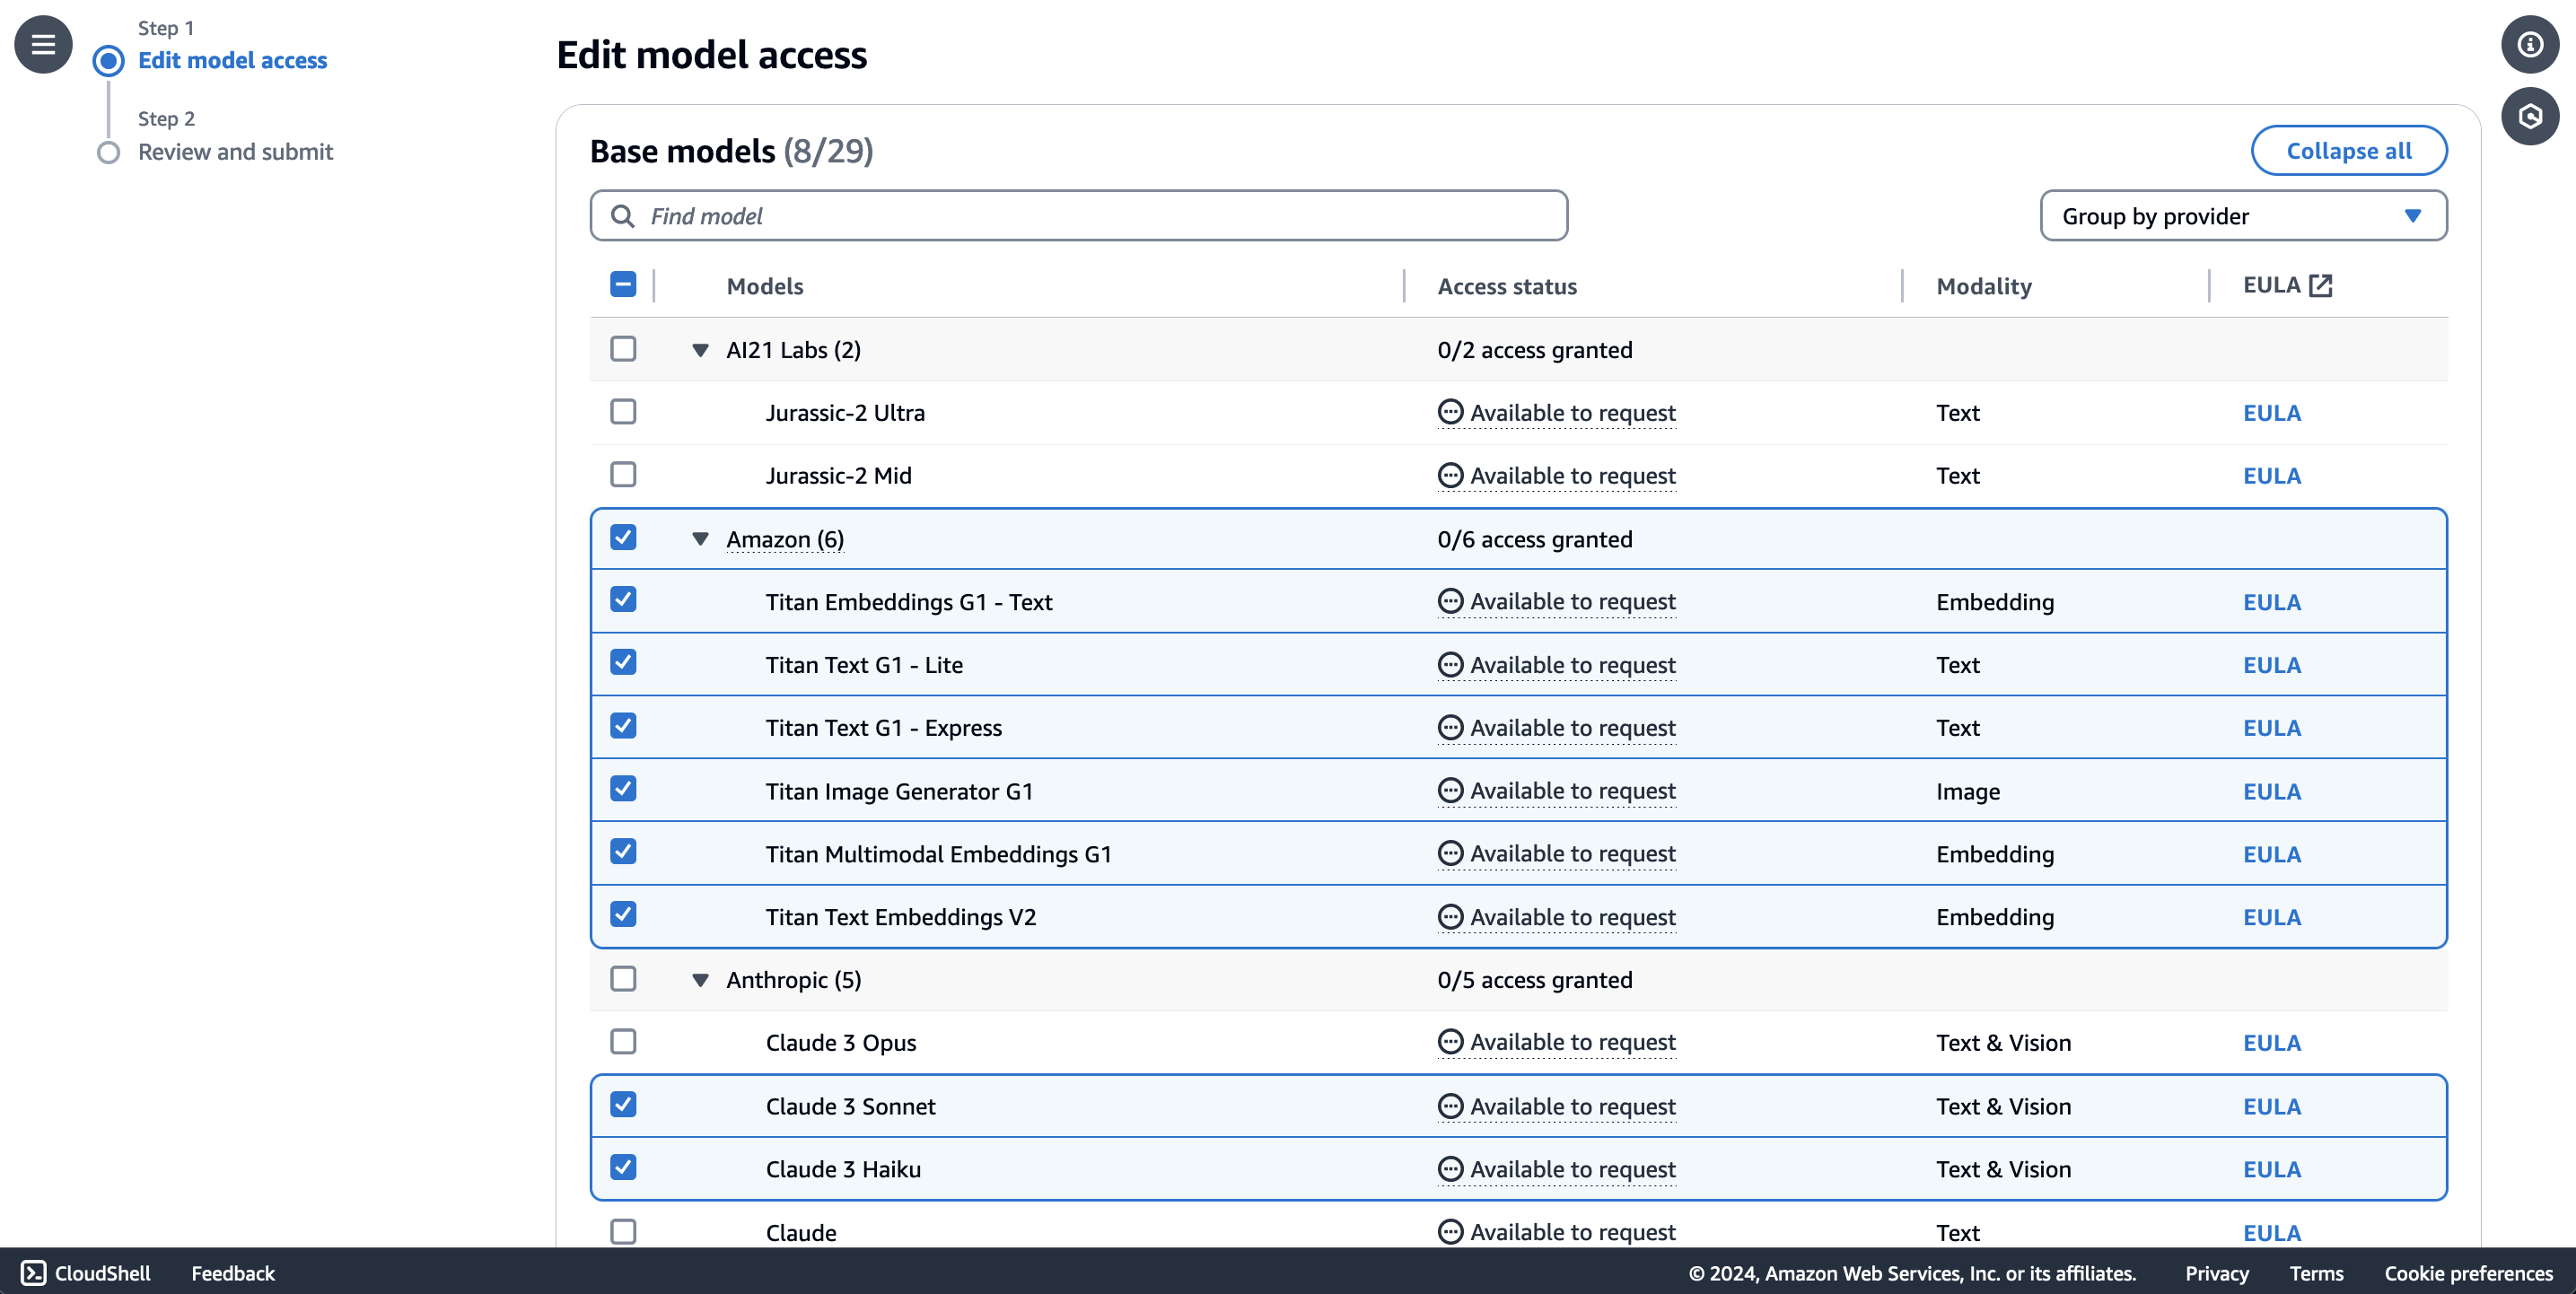 Step 1
Edit model access
Step 2
Review and submit
Edit model access
Base models (8/29)
Collapse all
Find model
Group by provider
Models Access status Modality EULA
AI21 Labs (2) 0/2 access granted
Jurassic-2 Ultra Available to request Text EULA
Jurassic-2 Mid Available to request Text EULA
Amazon (6) 0/6 access granted
Titan Embeddings G1 - Text Available to request Embedding EULA
Titan Text G1 - Lite Available to request Text EULA
Titan Text G1 - Express Available to request Text EULA
Titan Image Generator G1 Available to request Image EULA
Titan Multimodal Embeddings G1 Available to request Embedding EULA
Titan Text Embeddings V2 Available to request Embedding EULA
Anthropic (5) 0/5 access granted
Claude 3 Opus Available to request Text & Vision EULA
Claude 3 Sonnet Available to request Text & Vision EULA
Claude 3 Haiku Available to request Text & Vision EULA
Claude Available to request Text EULA
CloudShell Feedback © 2024, Amazon Web Services, Inc. or its affiliates. Privacy Terms Cookie preferences